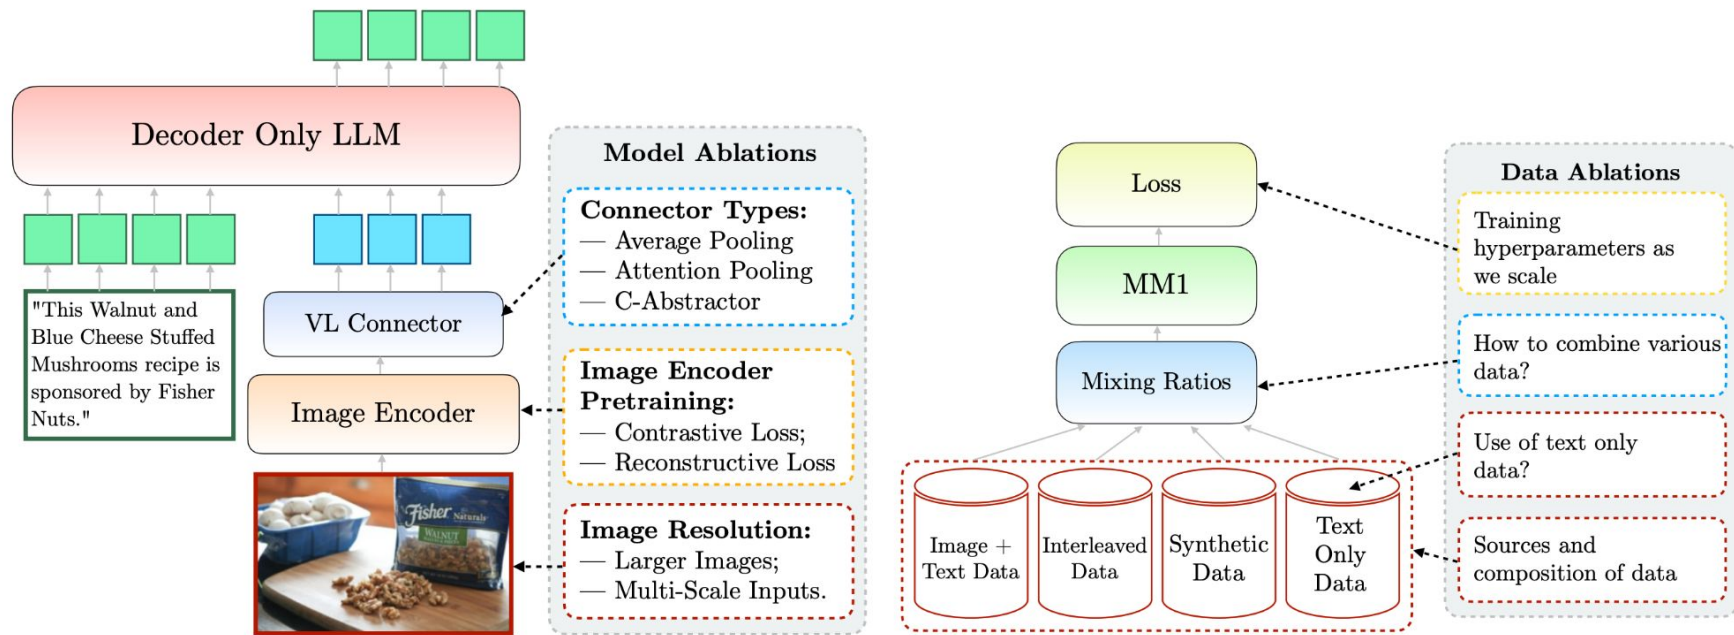 Decoder Only LLM
"This Walnut and
Blue Cheese Stuffed
Mushrooms recipe is
sponsored by Fisher
Nuts."
VL Connector
Image Encoder
Fisher
Naturals
WALNUT
Model Ablations
Connector Types:
— Average Pooling
— Attention Pooling
— C-Abstractor
Image Encoder
Pretraining:
— Contrastive Loss;
— Reconstructive Loss
Image Resolution:
— Larger Images;
— Multi-Scale Inputs.
Loss
MM1
Mixing Ratios
Image +
Text Data
Interleaved
Data
Synthetic
Data
Text
Only
Data
Data Ablations
Training
hyperparameters as
we scale
How to combine various
data?
Use of text only
data?
Sources and
composition of data